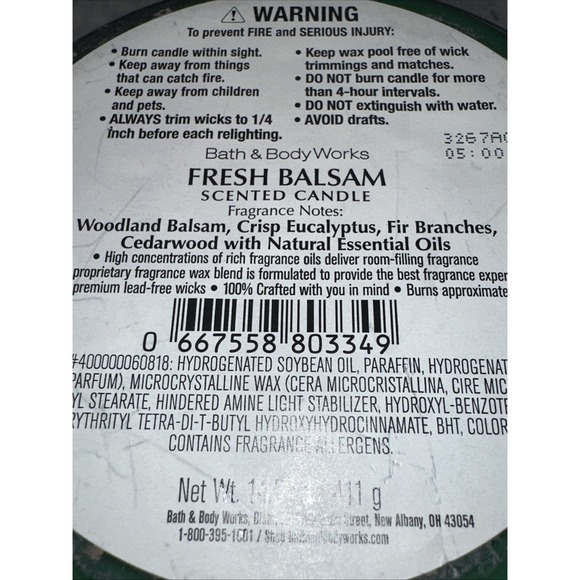 WARNING
To prevent FIRE and SERIOUS INJURY:
• Burn candle within sight.
• Keep away from things
that can catch fire.
• Keep away from children
and pets.
• ALWAYS trim wicks to 1/4
inch before each relighting.
• Keep wax pool free of wick
trimmings and matches.
• DO NOT burn candle for more
than 4-hour intervals.
• DO NOT extinguish with water.
• AVOID drafts.
05:00
Bath & Body Works
FRESH BALSAM
SCENTED CANDLE
Fragrance Notes:
Woodland Balsam, Crisp Eucalyptus, Fir Branches,
Cedarwood with Natural Essential Oils
• High concentrations of rich fragrance oils deliver room-filling fragrance
proprietary fragrance wax blend is formulated to provide the best fragrance exper
premium lead-free wicks • 100% Crafted with you in mind • Burns approximate
0 667558 803349
#400000060818: HYDROGENATED SOYBEAN OIL, PARAFFIN, HYDROGENAT
PARFUM), MICROCRYSTALLINE WAX (CERA MICROCRISTALLINA, CIRE MIC
YL STEARATE, HINDERED AMINE LIGHT STABILIZER, HYDROXYL-BENZOTR
RYTHRITYL TETRA-DI-T-BUTYL HYDROXYHYDROCINNAMATE, BHT, COLOR
CONTAINS FRAGRANCE ALLERGENS.
Net Wt. 411 g
Bath & Body Works, Street, New Albany, OH 43054
1-800-395-1001 / Shop